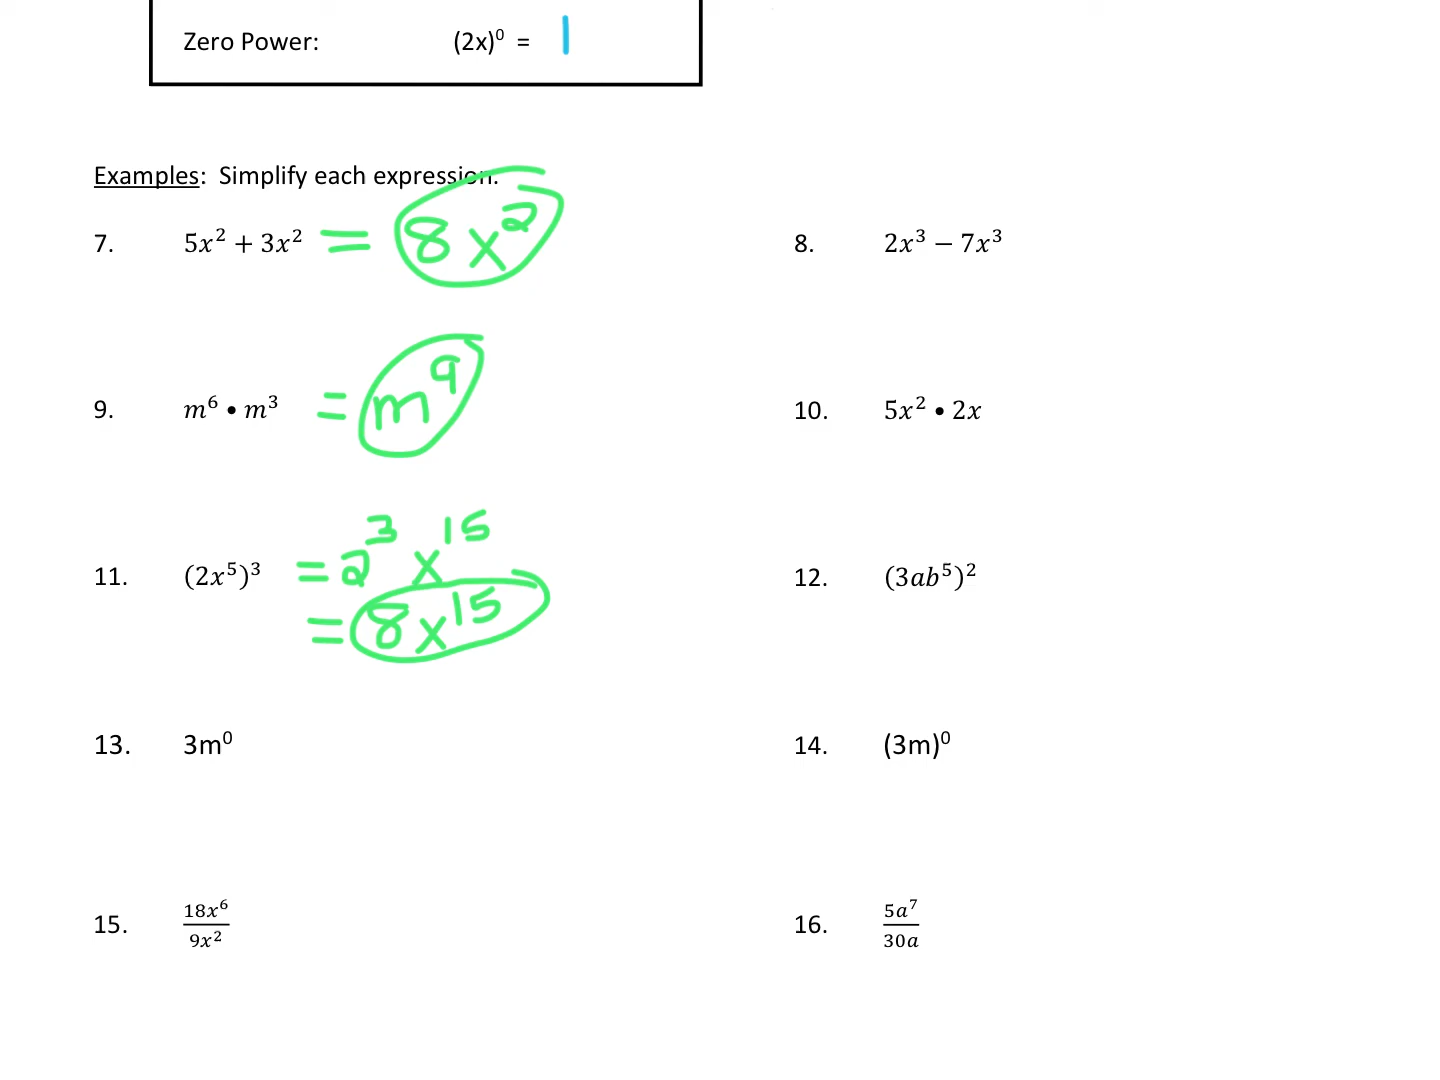 Zero Power: (2x)⁰ = 1
Examples: Simplify each expression.
7. 5x² + 3x² = 8x²
8. 2x³ − 7x³
9. m⁶ • m³ = m⁹
10. 5x² • 2x
11. (2x⁵)³ = 2³ x¹⁵
= 8x¹⁵
12. (3ab⁵)²
13. 3m⁰
14. (3m)⁰
15. 18x⁶/9x²
16. 5a⁷/30a